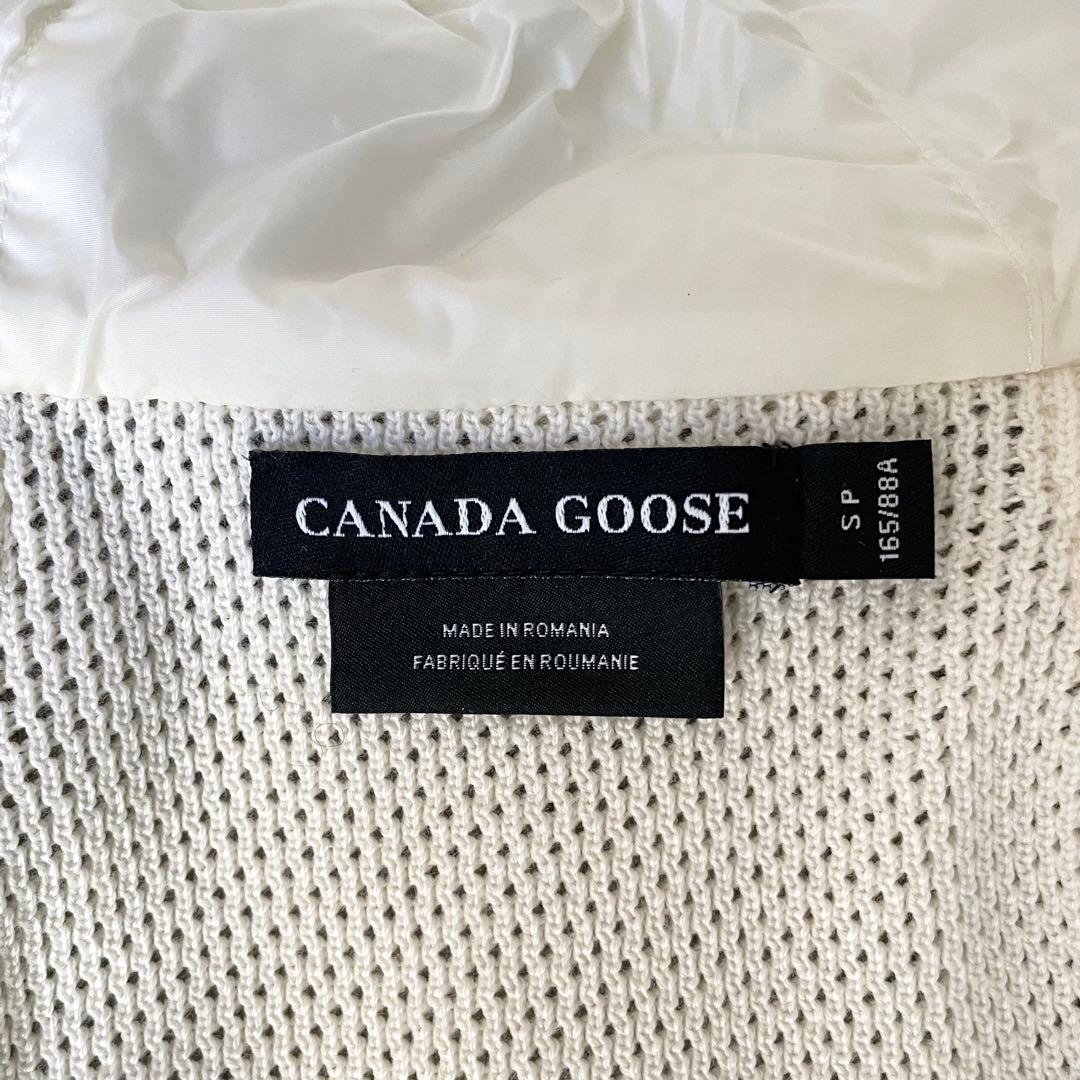 CANADA GOOSE
S P
165/88A
MADE IN ROMANIA
FABRIQUÉ EN ROUMANIE